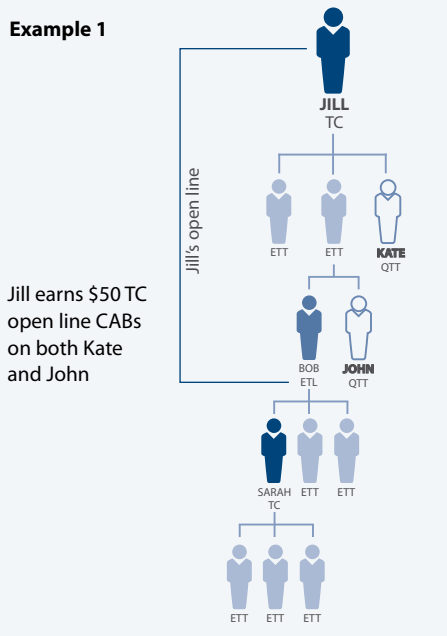 Example 1
JILL
TC
Jill's open line
ETT
ETT
KATE
QTT
Jill earns $50 TC
open line CABs
on both Kate
and John
BOB
ETL
JOHN
QTT
SARAH
TC
ETT
ETT
ETT
ETT
ETT